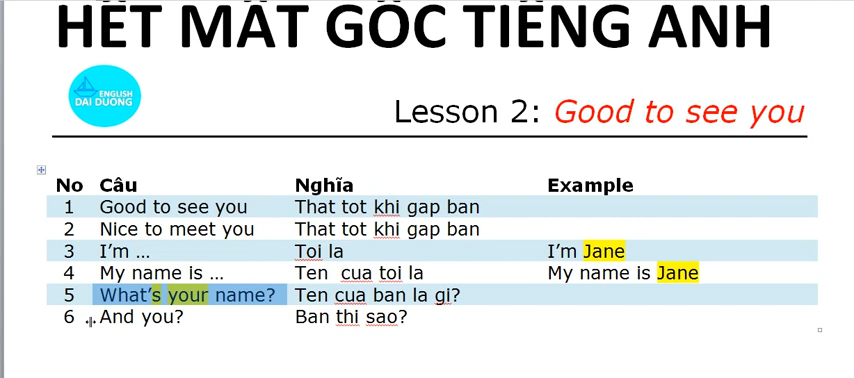 HẾT MẤT GỐC TIẾNG ANH
ENGLISH
DAI DUONG
Lesson 2: Good to see you
No Câu Nghĩa Example
1 Good to see you That tot khi gap ban
2 Nice to meet you That tot khi gap ban
3 I’m ... Toi la I’m Jane
4 My name is ... Ten cua toi la My name is Jane
5 What’s your name? Ten cua ban la gi?
6 And you? Ban thi sao?